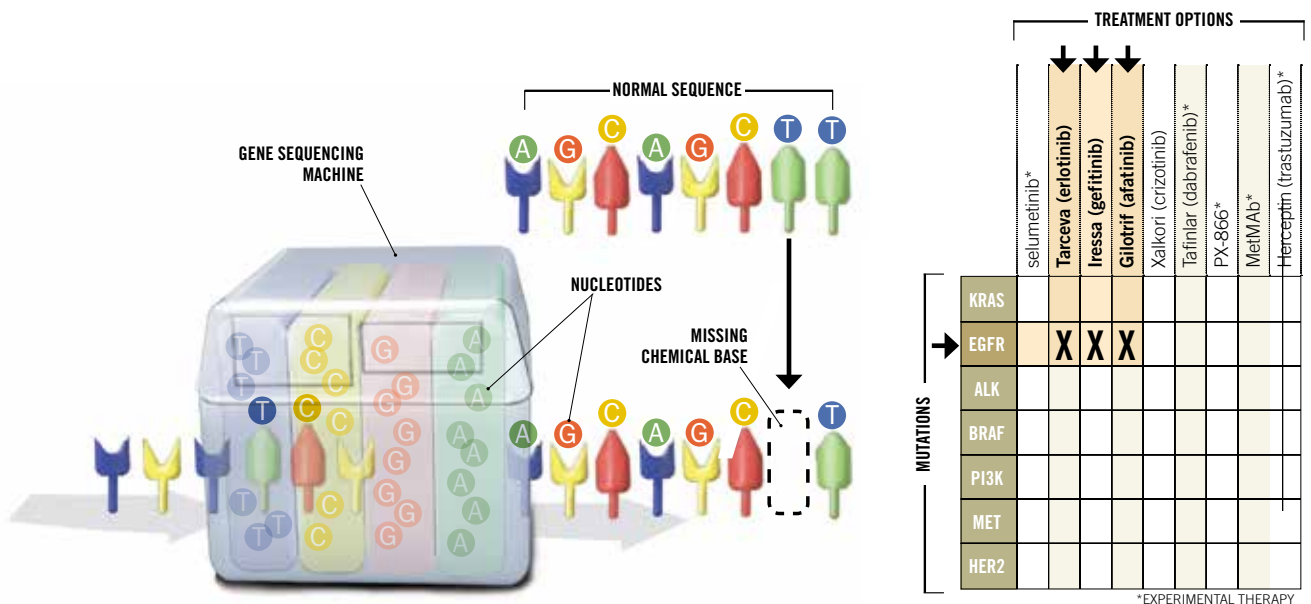 NORMAL SEQUENCE
A G C A G C T T
GENE SEQUENCING
MACHINE
NUCLEOTIDES
MISSING
CHEMICAL BASE
A G C A G C T
T C
T
T
T
T
T
T
C
C
C
C
C
C
C
G
G
G
G
G
G
G
G
A
A
A
A
A
A
A
A
TREATMENT OPTIONS
selumetinib*
Tarceva (erlotinib)
Iressa (gefitinib)
Gilotrif (afatinib)
Xalkori (crizotinib)
Tafinlar (dabrafenib)*
PX-866*
MetMAb*
Herceptin (trastuzumab)*
MUTATIONS
KRAS
EGFR X X X
ALK
BRAF
PI3K
MET
HER2
*EXPERIMENTAL THERAPY